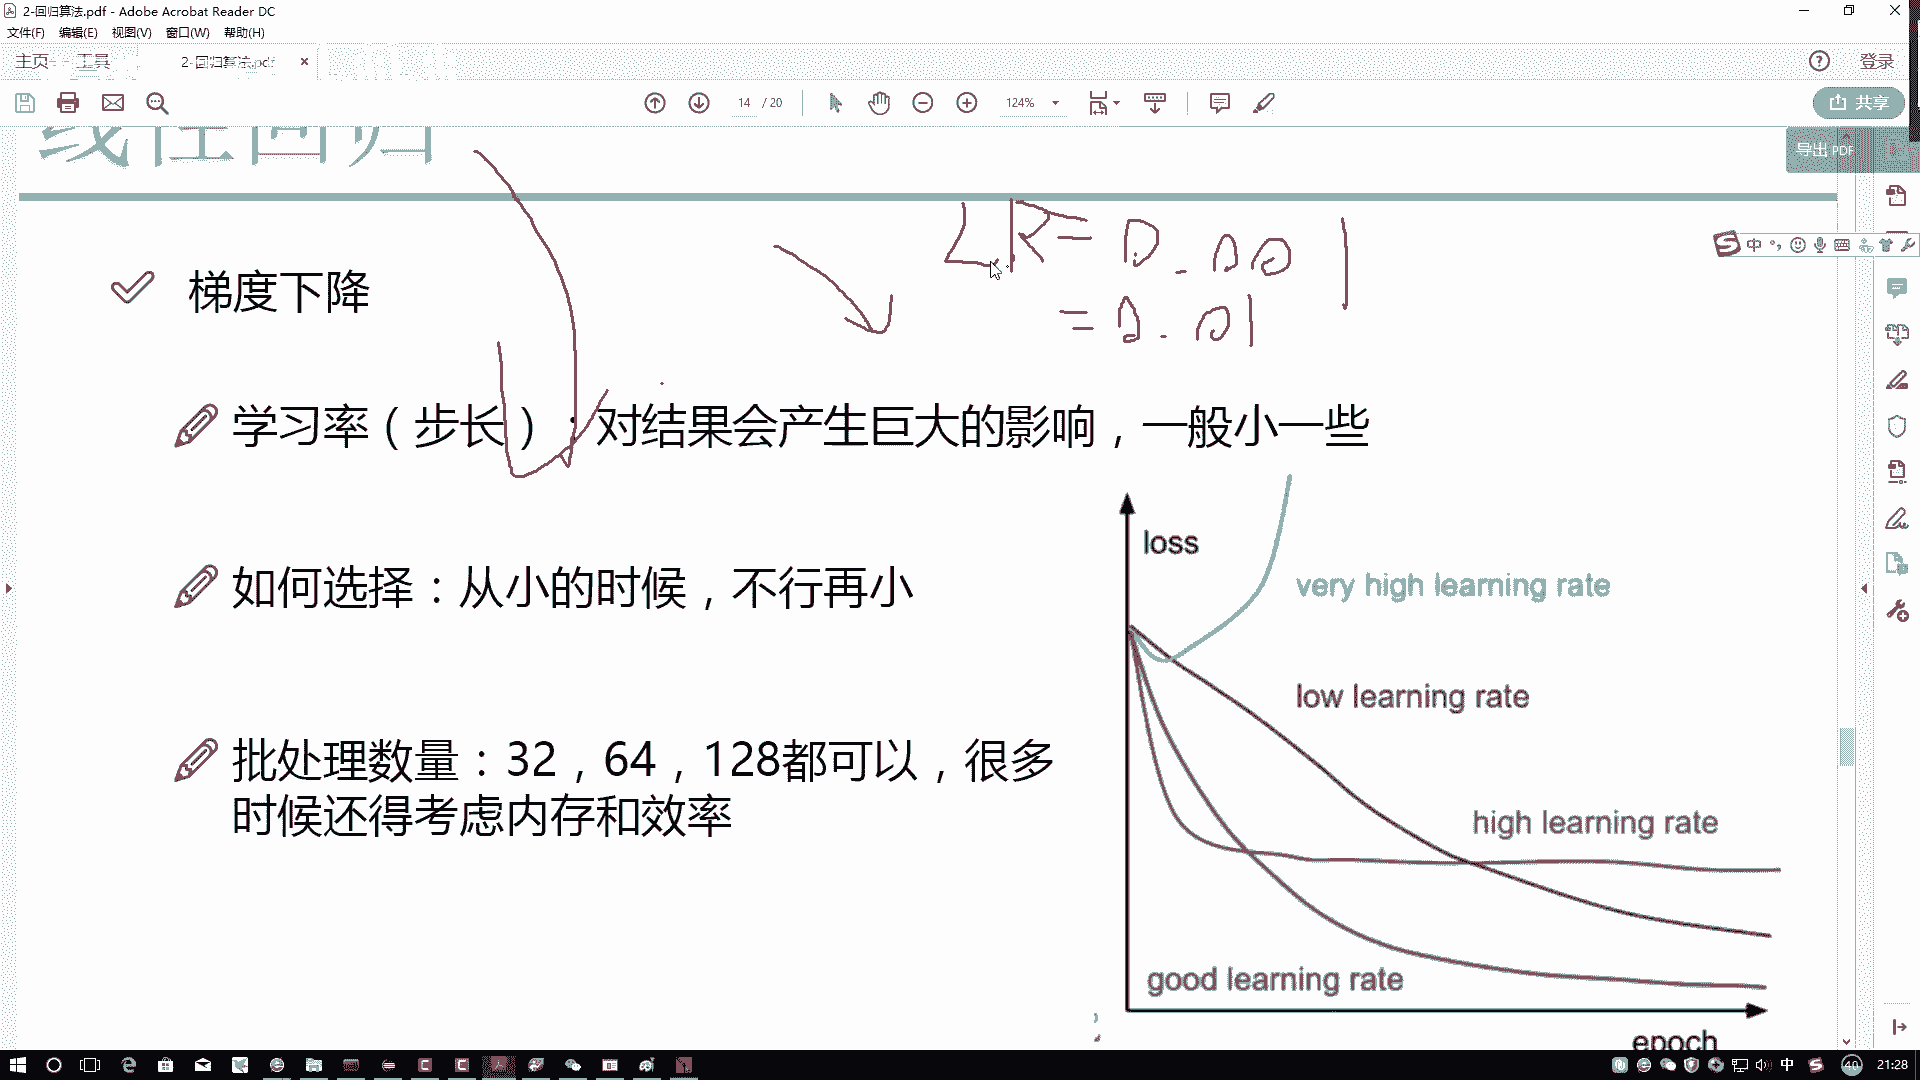 2-回归算法.pdf - Adobe Acrobat Reader DC
文件(F) 编辑(E) 视图(V) 窗口(W) 帮助(H)
主页 工具 2-回归算法.pdf × 登录
14 / 20 124% 共享
线性回归
导出 PDF
LR= 0.001
= 0.01
中
梯度下降
学习率（步长）：对结果会产生巨大的影响，一般小一些
如何选择：从小的时候，不行再小
批处理数量：32，64，128都可以，很多
时候还得考虑内存和效率
loss
very high learning rate
low learning rate
high learning rate
good learning rate
epoch
中 40 21:28